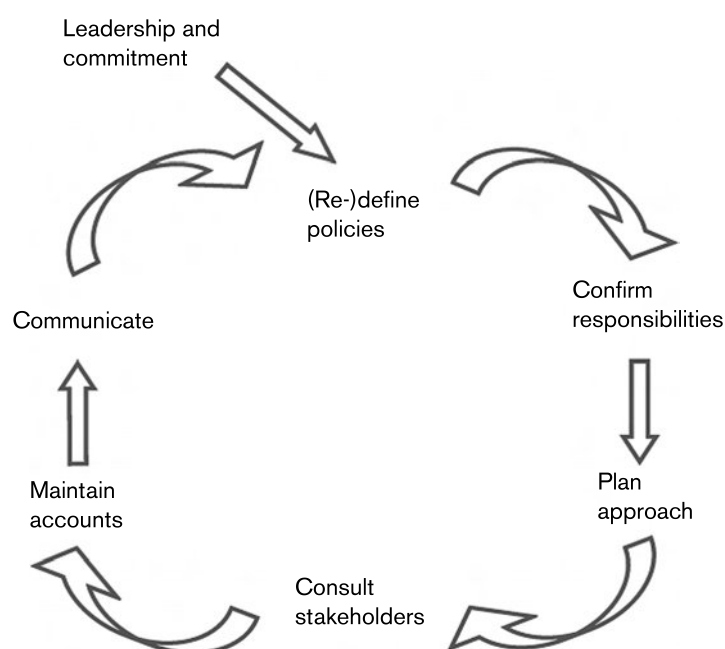 Leadership and
commitment
(Re-)define
policies
Confirm
responsibilities
Plan
approach
Consult
stakeholders
Maintain
accounts
Communicate